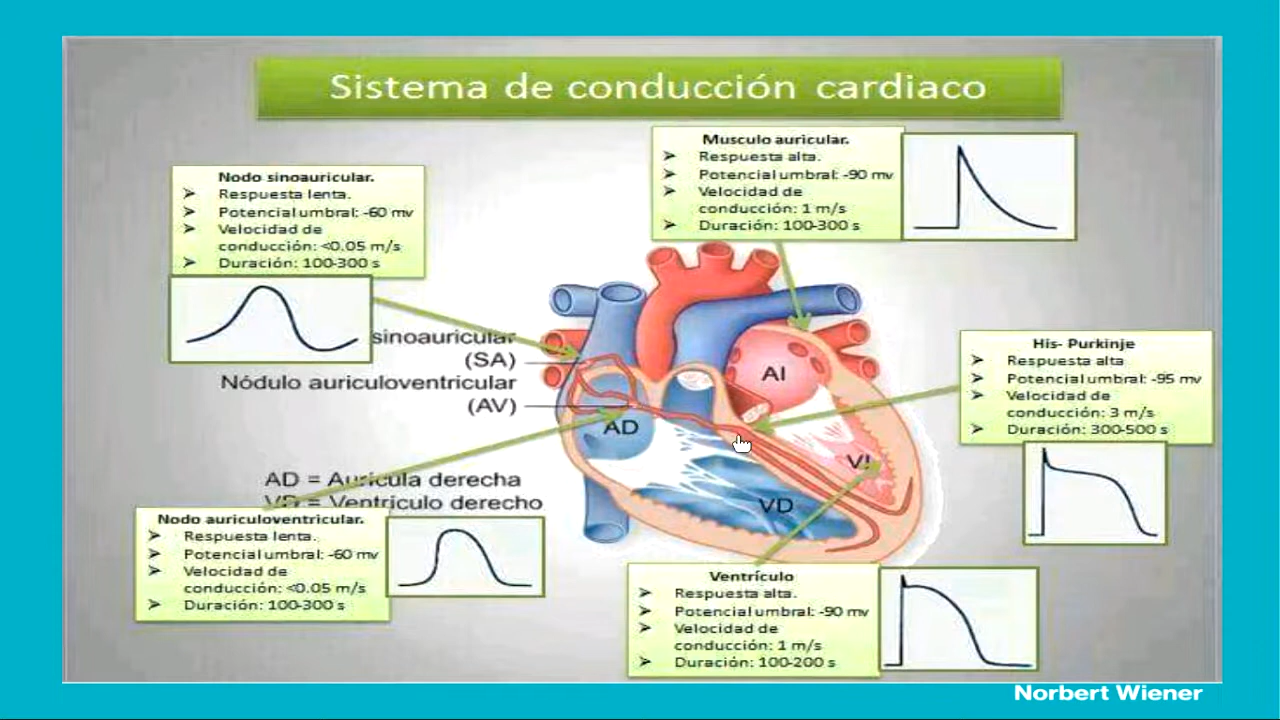 Sistema de conducción cardiaco
Musculo auricular.
➢ Respuesta alta.
➢ Potencial umbral: -90 mv
➢ Velocidad de
conducción: 1 m/s
➢ Duración: 100-300 s
Nodo sinoauricular.
➢ Respuesta lenta.
➢ Potencial umbral: -60 mv
➢ Velocidad de
conducción: <0.05 m/s
➢ Duración: 100-300 s
sinoauricular
(SA)
Nódulo auriculoventricular
(AV)
His- Purkinje
➢ Respuesta alta
➢ Potencial umbral: -95 mv
➢ Velocidad de
conducción: 3 m/s
➢ Duración: 300-500 s
AI
AD
VI
VD
AD = Aurícula derecha
VD = Ventrículo derecho
Nodo auriculoventricular.
➢ Respuesta lenta.
➢ Potencial umbral: -60 mv
➢ Velocidad de
conducción: <0.05 m/s
➢ Duración: 100-300 s
Ventrículo
➢ Respuesta alta.
➢ Potencial umbral: -90 mv
➢ Velocidad de
conducción: 1 m/s
➢ Duración: 100-200 s
Norbert Wiener